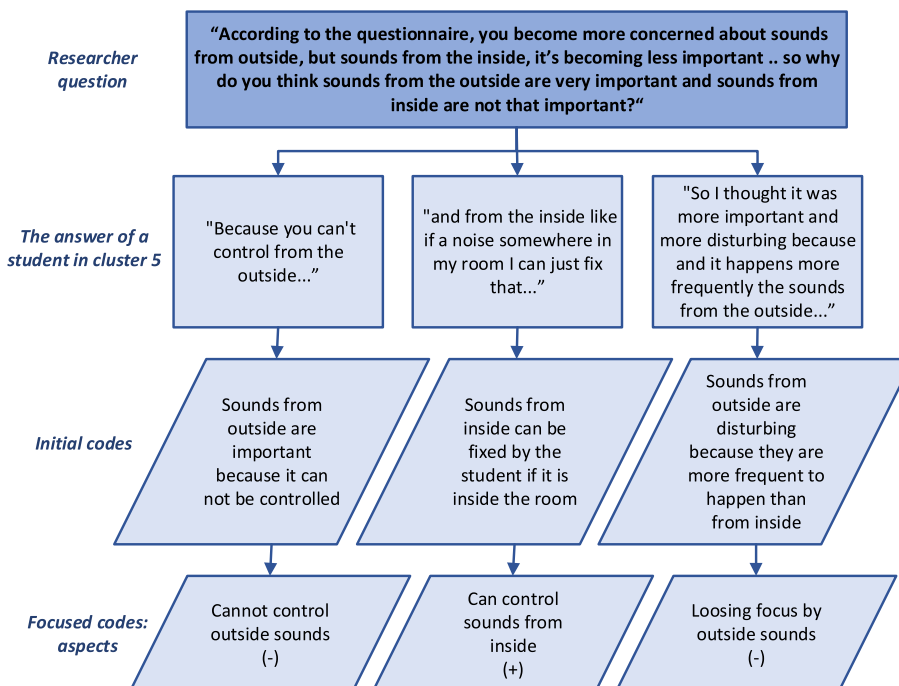 Researcher
question
“According to the questionnaire, you become more concerned about sounds
from outside, but sounds from the inside, it’s becoming less important .. so why
do you think sounds from the outside are very important and sounds from
inside are not that important?“
The answer of a
student in cluster 5
"Because you can't
control from the
outside...”
"and from the inside like
if a noise somewhere in
my room I can just fix
that...”
"So I thought it was
more important and
more disturbing because
and it happens more
frequently the sounds
from the outside...”
Initial codes
Sounds from
outside are
important
because it can
not be controlled
Sounds from
inside can be
fixed by the
student if it is
inside the room
Sounds from
outside are
disturbing
because they are
more frequent to
happen than
from inside
Focused codes:
aspects
Cannot control
outside sounds
(-)
Can control
sounds from
inside
(+)
Loosing focus by
outside sounds
(-)